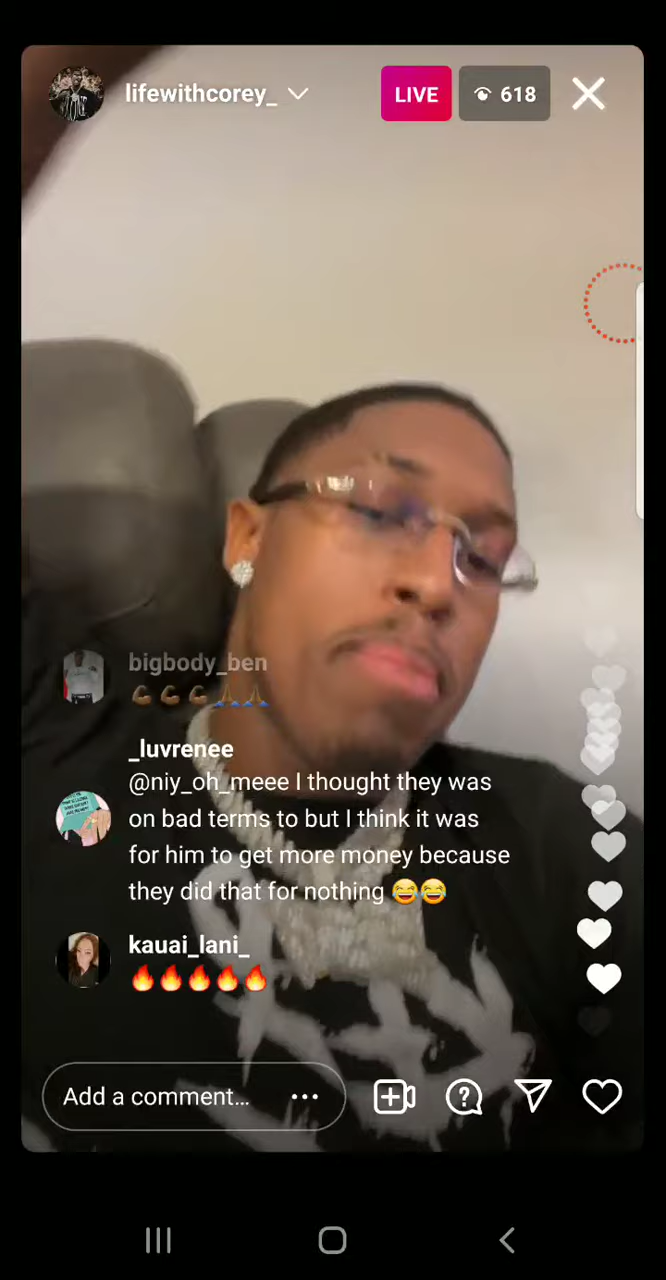 lifewithcorey_
LIVE
618
bigbody_ben
💪🏾💪🏾💪🏾🙏🏾🙏🏾
_luvrenee
@niy_oh_meee I thought they was
on bad terms to but I think it was
for him to get more money because
they did that for nothing 😂😂
kauai_lani_
🔥🔥🔥🔥🔥
Add a comment...